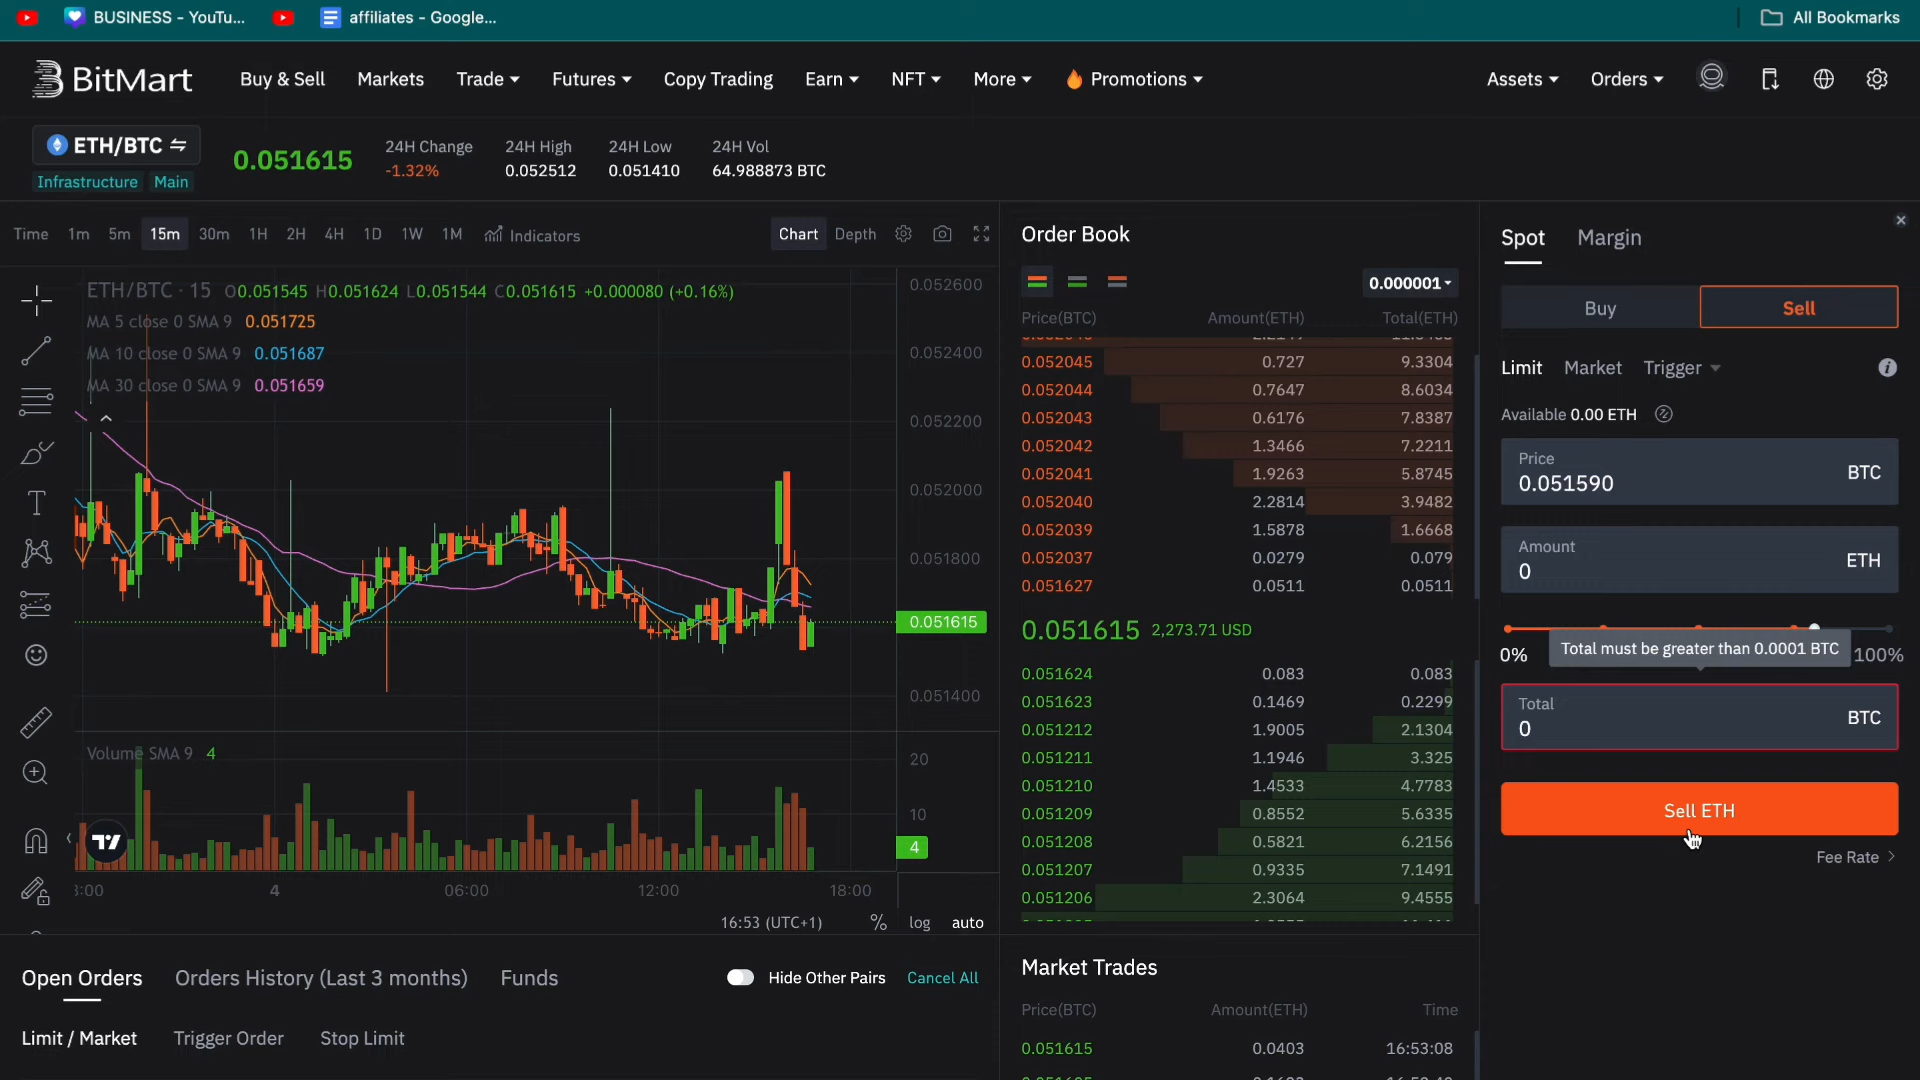 BUSINESS - YouTu...
affiliates - Google...
All Bookmarks
BitMart
Buy & Sell
Markets
Trade
Futures
Copy Trading
Earn
NFT
More
Promotions
Assets
Orders
ETH/BTC
Infrastructure
Main
0.051615
24H Change
-1.32%
24H High
0.052512
24H Low
0.051410
24H Vol
64.988873 BTC
Time 1m 5m 15m 30m 1H 2H 4H 1D 1W 1M Indicators
Chart Depth
ETH/BTC · 15 O0.051545 H0.051624 L0.051544 C0.051615 +0.000080 (+0.16%)
MA 5 close 0 SMA 9 0.051725
MA 10 close 0 SMA 9 0.051687
MA 30 close 0 SMA 9 0.051659
0.052600
0.052400
0.052200
0.052000
0.051800
0.051615
0.051400
Volume SMA 9 4
20
10
4
4 06:00 12:00 18:00
16:53 (UTC+1) % log auto
Order Book
0.000001
Price(BTC) Amount(ETH) Total(ETH)
0.052045 0.727 9.3304
0.052044 0.7647 8.6034
0.052043 0.6176 7.8387
0.052042 1.3466 7.2211
0.052041 1.9263 5.8745
0.052040 2.2814 3.9482
0.052039 1.5878 1.6668
0.052037 0.0279 0.079
0.051627 0.0511 0.0511
0.051615 2,273.71 USD
0.051624 0.083 0.083
0.051623 0.1469 0.2299
0.051212 1.9005 2.1304
0.051211 1.1946 3.325
0.051210 1.4533 4.7783
0.051209 0.8552 5.6335
0.051208 0.5821 6.2156
0.051207 0.9335 7.1491
0.051206 2.3064 9.4555
Market Trades
Price(BTC) Amount(ETH) Time
0.051615 0.0403 16:53:08
Spot Margin
Buy Sell
Limit Market Trigger
Available 0.00 ETH
Price
0.051590 BTC
Amount
0 ETH
0% 100%
Total must be greater than 0.0001 BTC
Total
0 BTC
Sell ETH
Fee Rate
Open Orders
Orders History (Last 3 months)
Funds
Hide Other Pairs
Cancel All
Limit / Market
Trigger Order
Stop Limit